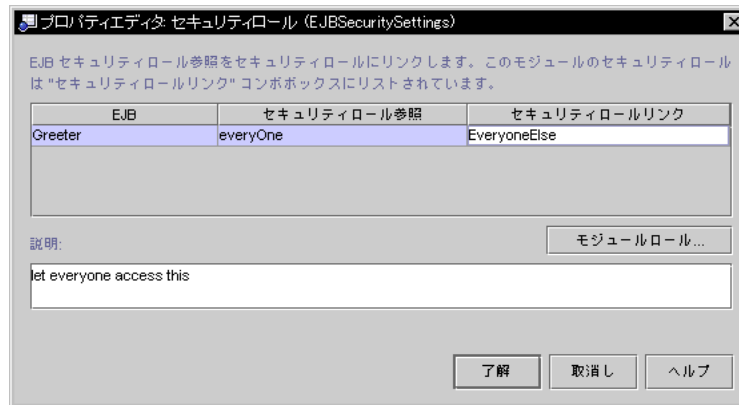 プロパティエディタ: セキュリティロール (EJBSecuritySettings)
EJB セキュリティロール参照をセキュリティロールにリンクします。このモジュールのセキュリティロール
は "セキュリティロールリンク" コンボボックスにリストされています。
EJB セキュリティロール参照 セキュリティロールリンク
Greeter everyOne EveryoneElse
説明:
モジュールロール...
let everyone access this
了解 取消し ヘルプ